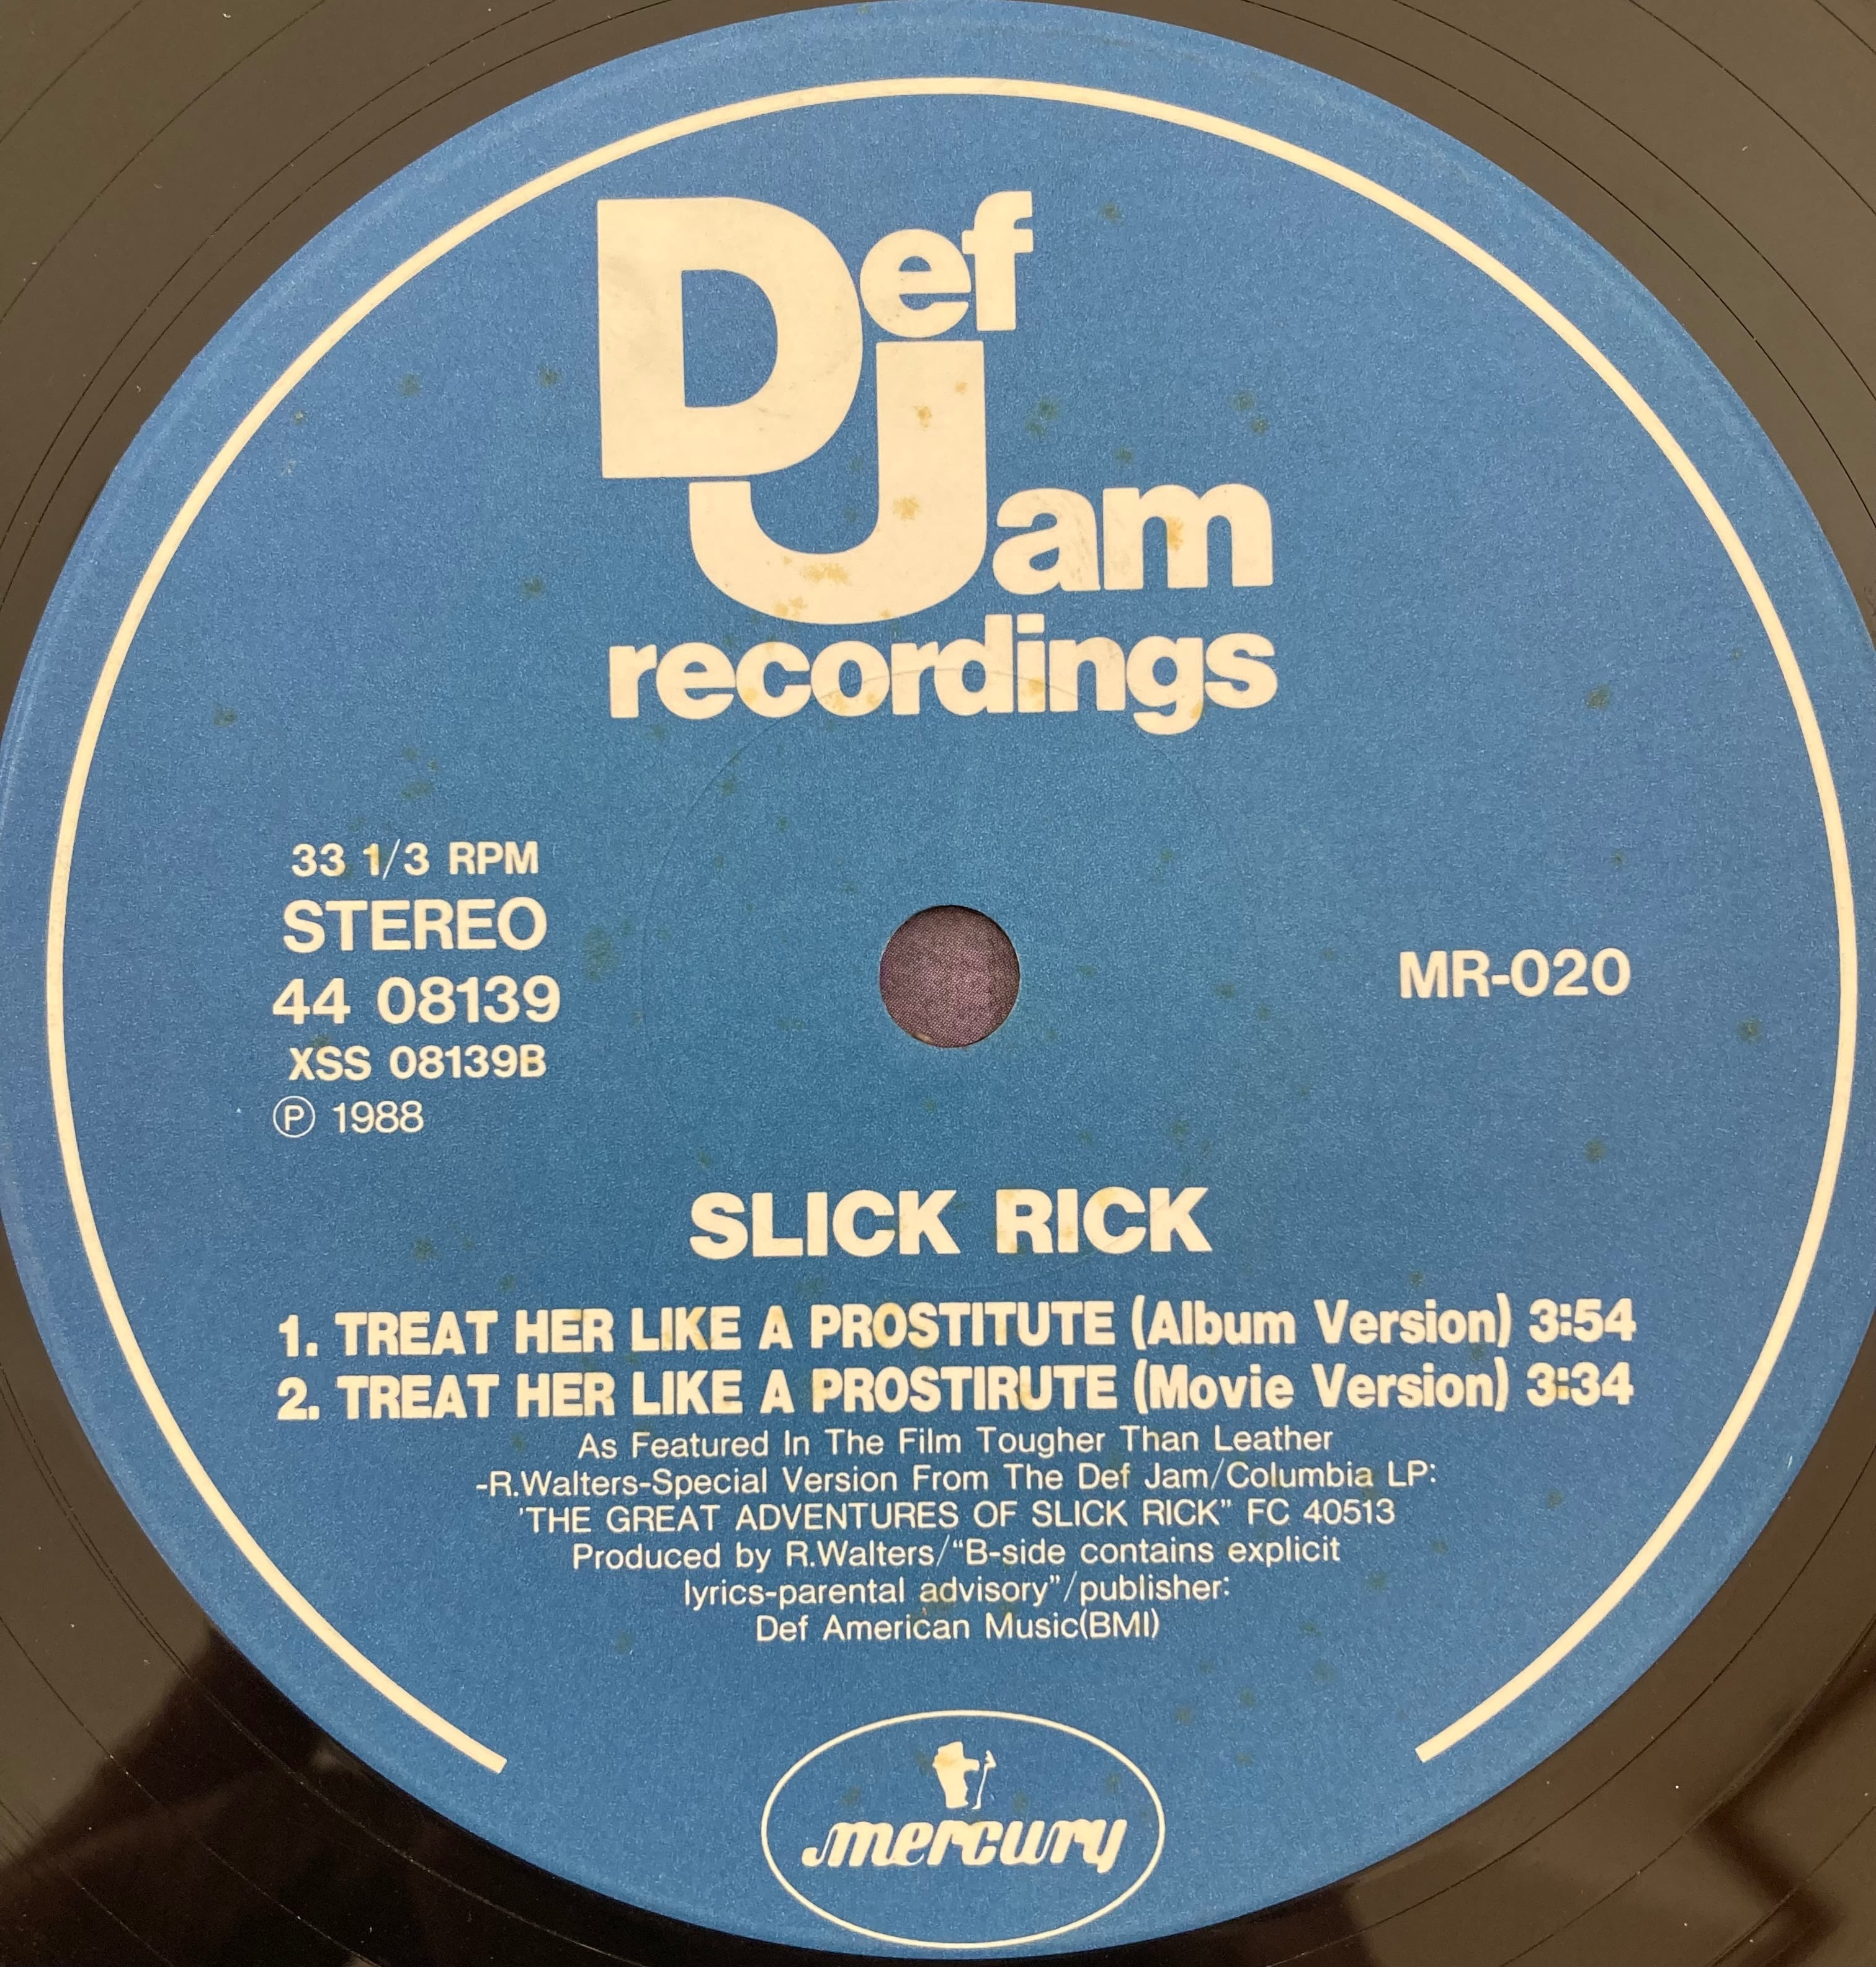 Def
Jam
recordings
33 1/3 RPM
STEREO
44 08139
XSS 08139B
Ⓟ 1988
MR-020
SLICK RICK
1. TREAT HER LIKE A PROSTITUTE (Album Version) 3:54
2. TREAT HER LIKE A PROSTIRUTE (Movie Version) 3:34
As Featured In The Film Tougher Than Leather
-R.Walters-Special Version From The Def Jam/Columbia LP:
'THE GREAT ADVENTURES OF SLICK RICK” FC 40513
Produced by R.Walters/“B-side contains explicit
lyrics-parental advisory”/publisher:
Def American Music(BMI)
mercury